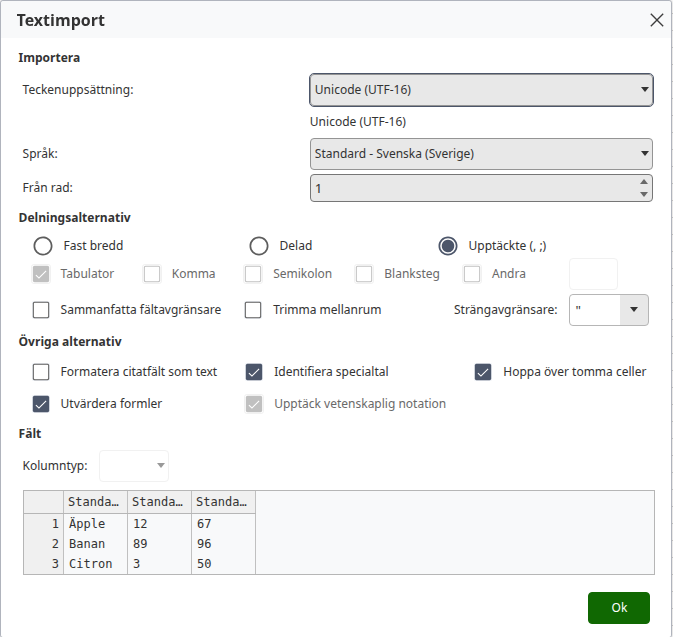 Textimport
Importera
Teckenuppsättning: Unicode (UTF-16)
Unicode (UTF-16)
Språk: Standard - Svenska (Sverige)
Från rad: 1
Delningsalternativ
Fast bredd Delad Upptäckte (, ;)
Tabulator Komma Semikolon Blanksteg Andra
Sammanfatta fältavgränsare Trimma mellanrum Strängavgränsare: "
Övriga alternativ
Formatera citatfält som text Identifiera specialtal Hoppa över tomma celler
Utvärdera formler Upptäck vetenskaplig notation
Fält
Kolumntyp:
Standa... Standa... Standa...
1 Äpple 12 67
2 Banan 89 96
3 Citron 3 50
Ok